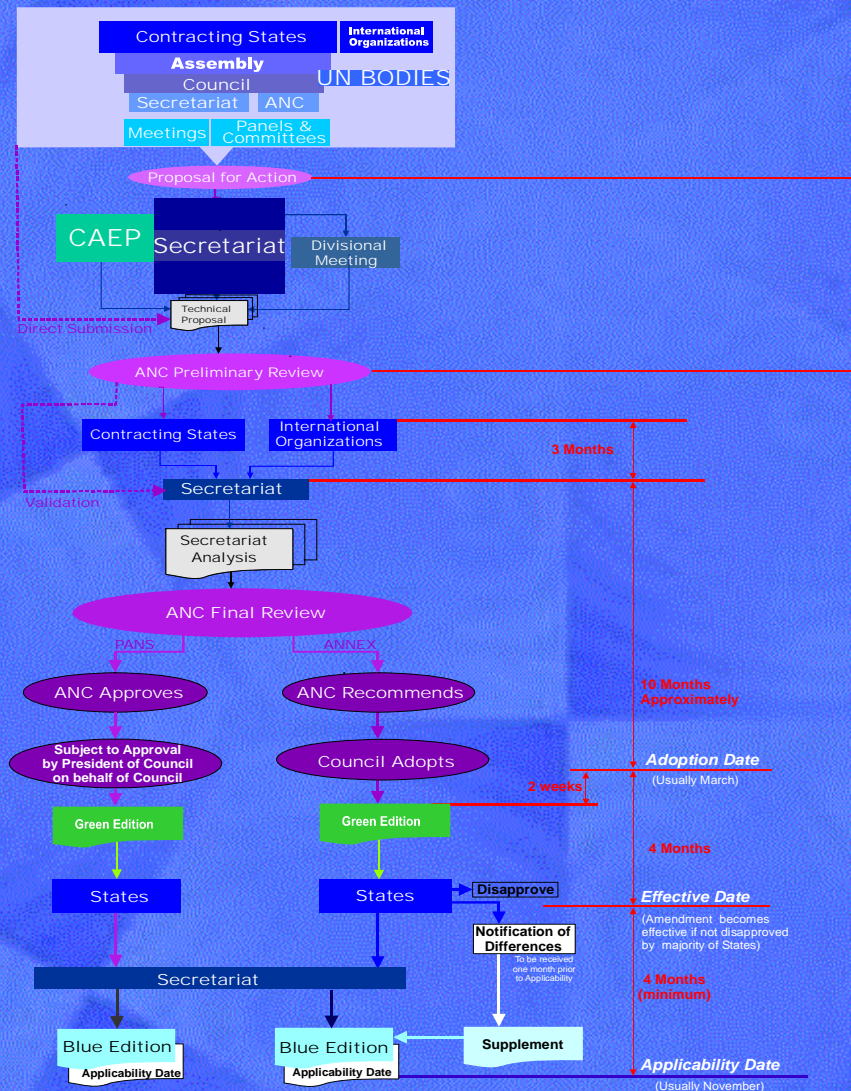 Contracting States
International
Organizations
Assembly
Council
UN BODIES
Secretariat
ANC
Meetings
Panels &
Committees
Proposal for Action
CAEP
Secretariat
Divisional
Meeting
Technical
Proposal
Direct Submission
ANC Preliminary Review
Contracting States
International
Organizations
3 Months
Secretariat
Validation
Secretariat
Analysis
ANC Final Review
PANS
ANNEX
ANC Approves
ANC Recommends
10 Months
Approximately
Subject to Approval
by President of Council
on behalf of Council
Council Adopts
Adoption Date
(Usually March)
2 weeks
Green Edition
Green Edition
4 Months
States
States
Disapprove
Effective Date
(Amendment becomes
effective if not disapproved
by majority of States)
Notification of
Differences
To be received
one month prior
to Applicability
Secretariat
4 Months
(minimum)
Blue Edition
Applicability Date
Blue Edition
Applicability Date
Supplement
Applicability Date
(Usually November)